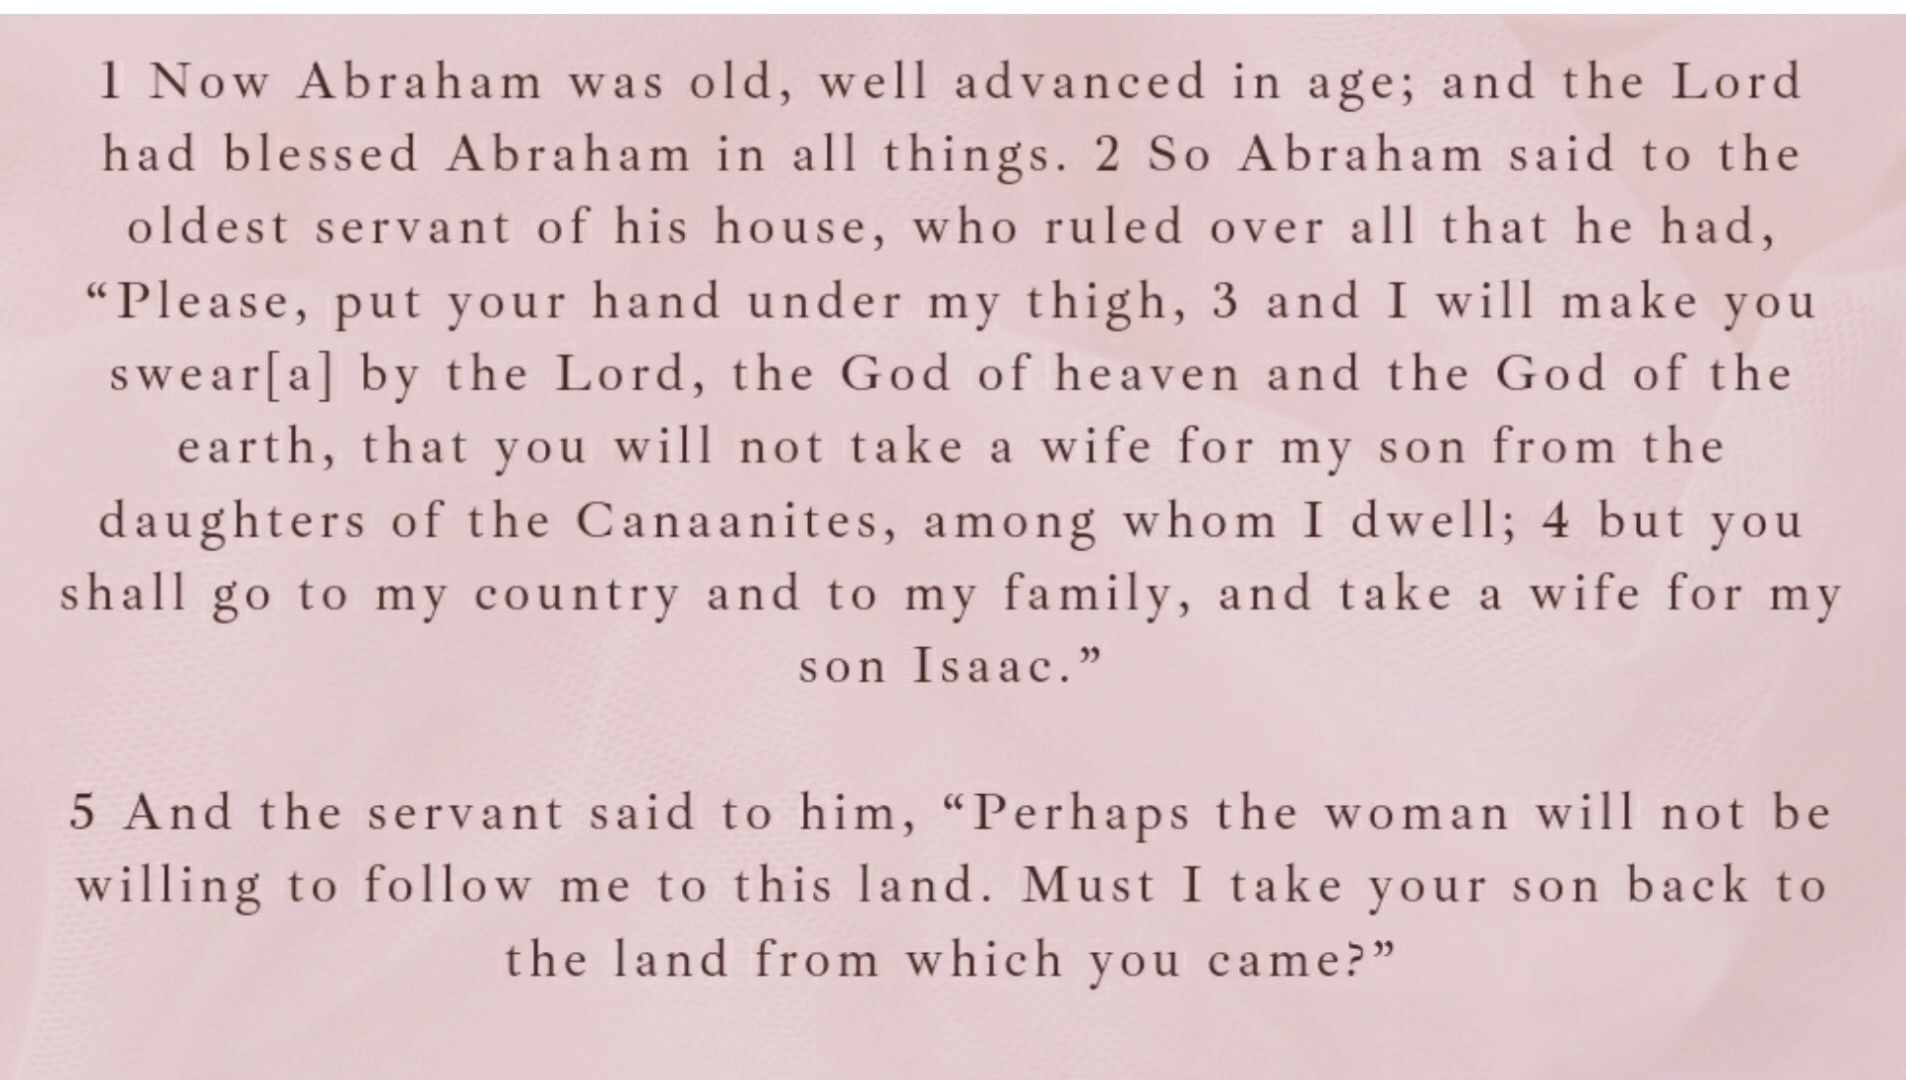 1 Now Abraham was old, well advanced in age; and the Lord
had blessed Abraham in all things. 2 So Abraham said to the
oldest servant of his house, who ruled over all that he had,
“Please, put your hand under my thigh, 3 and I will make you
swear[a] by the Lord, the God of heaven and the God of the
earth, that you will not take a wife for my son from the
daughters of the Canaanites, among whom I dwell; 4 but you
shall go to my country and to my family, and take a wife for my
son Isaac.”
5 And the servant said to him, “Perhaps the woman will not be
willing to follow me to this land. Must I take your son back to
the land from which you came?”